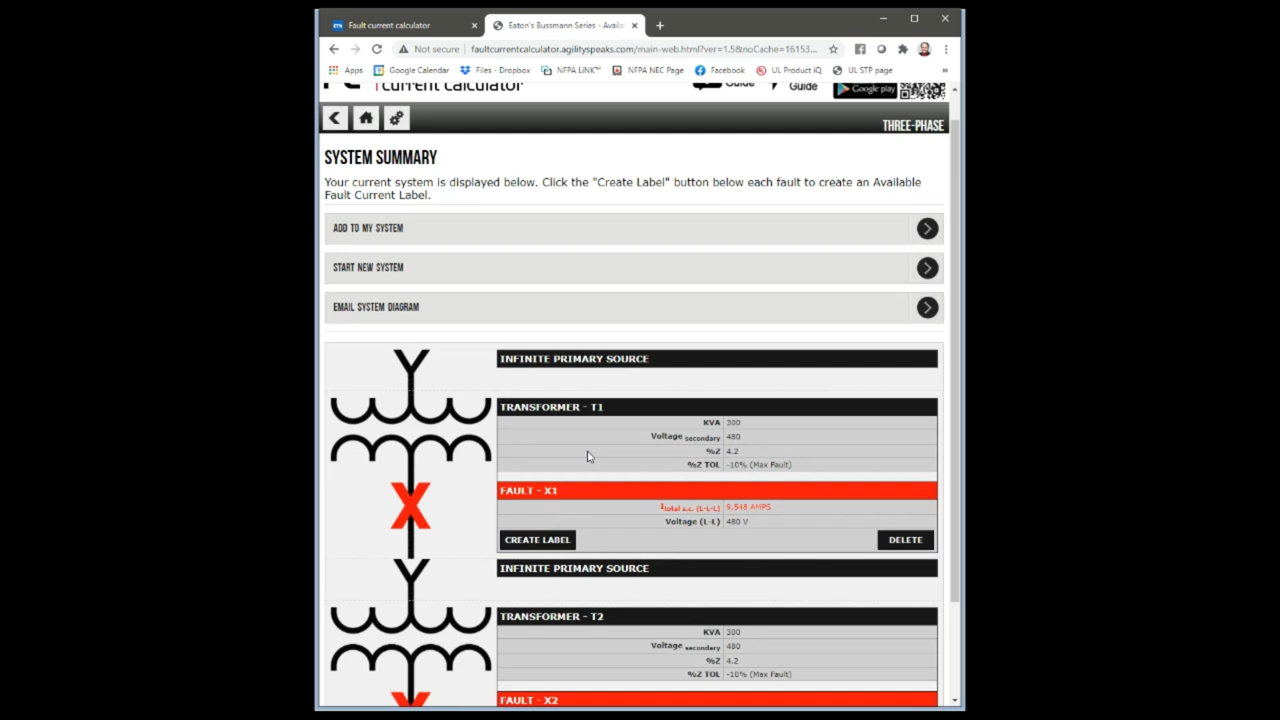 Fault current calculator
Eaton's Bussmann Series - Availa
Not secure | faultcurrentcalculator.agilityspeaks.com/main-web.html?ver=1.5&noCache=16153...
Apps Google Calendar Files - Dropbox NFPA LiNK™ NFPA NEC Page Facebook UL Product iQ UL STP page »
current calculator Guide Guide Google play
THREE-PHASE
SYSTEM SUMMARY
Your current system is displayed below. Click the "Create Label" button below each fault to create an Available
Fault Current Label.
ADD TO MY SYSTEM
START NEW SYSTEM
EMAIL SYSTEM DIAGRAM
INFINITE PRIMARY SOURCE
TRANSFORMER - T1
KVA 300
Voltage secondary 480
%Z 4.2
%Z TOL -10% (Max Fault)
FAULT - X1
Itotal s.c. (L-L-L) 9,548 AMPS
Voltage (L-L) 480 V
CREATE LABEL DELETE
INFINITE PRIMARY SOURCE
TRANSFORMER - T2
KVA 300
Voltage secondary 480
%Z 4.2
%Z TOL -10% (Max Fault)
FAULT - X2